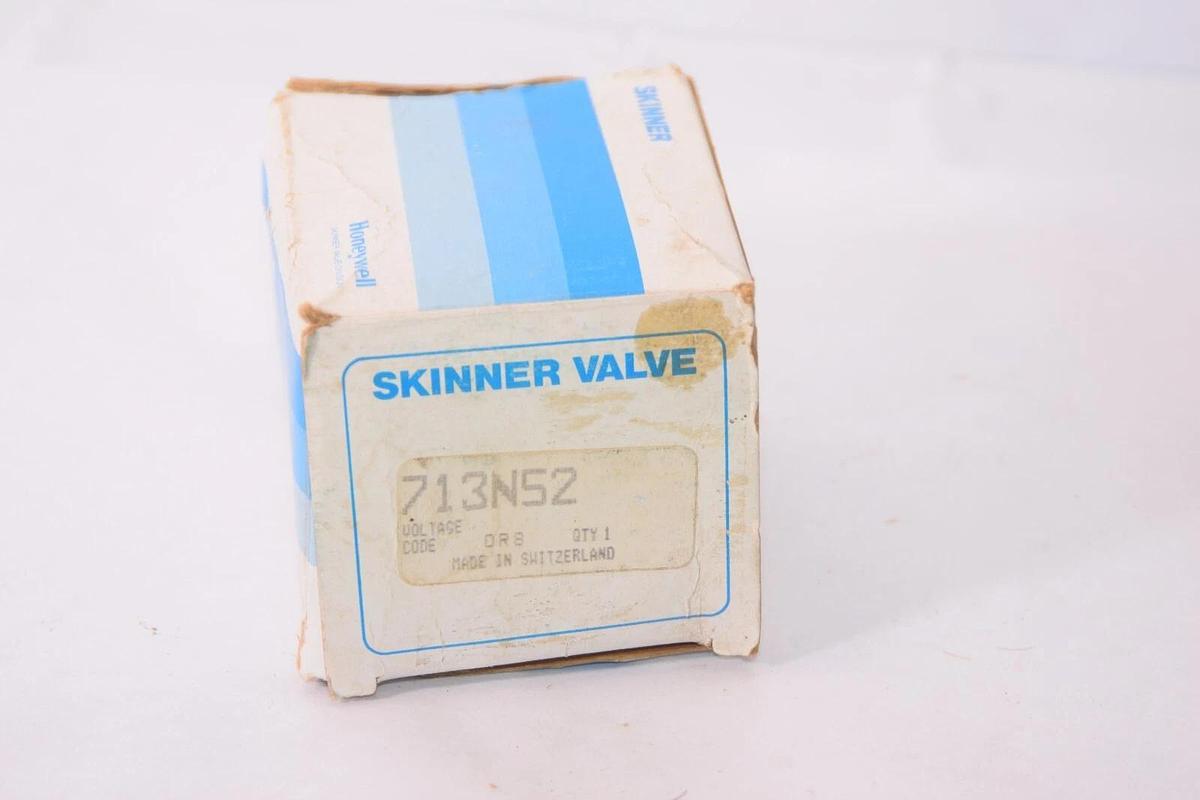 SKINNER
Honeywell
SKINNER VALVE
713N52
VOLTAGE
CODE DR8 QTY 1
MADE IN SWITZERLAND